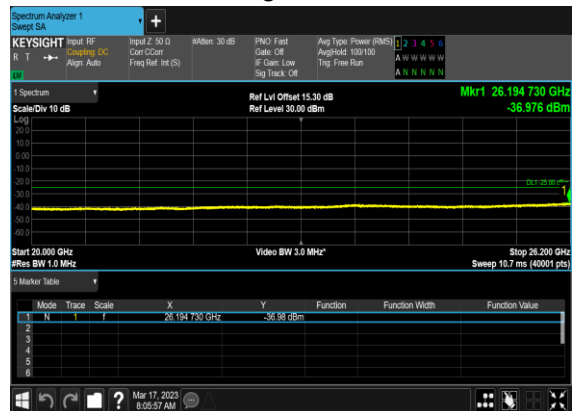 Spectrum Analyzer 1
Swept SA
+
KEYSIGHT Input: RF Input Z: 50 Ω #Atten: 30 dB PNO: Fast Avg Type: Power (RMS) 1 2 3 4 5 6
R T Coupling: DC Corr CCorr Gate: Off Avg|Hold: 100/100 A W W W W W
Align: Auto Freq Ref: Int (S) IF Gain: Low Trig: Free Run
Sig Track: Off A N N N N N
1 Spectrum Ref Lvl Offset 15.30 dB Mkr1 26.194 730 GHz
Scale/Div 10 dB Ref Level 30.00 dBm -36.976 dBm
Log
20.0
10.0
0.00
-10.0
-20.0
DL1 -25.00 dBm
-30.0
1
-40.0
-50.0
-60.0
Start 20.000 GHz Video BW 3.0 MHz* Stop 26.200 GHz
#Res BW 1.0 MHz Sweep 10.7 ms (40001 pts)
5 Marker Table
Mode Trace Scale X Y Function Function Width Function Value
1 N 1 f 26.194 730 GHz -36.98 dBm
2
3
4
5
6
? Mar 17, 2023
8:05:57 AM